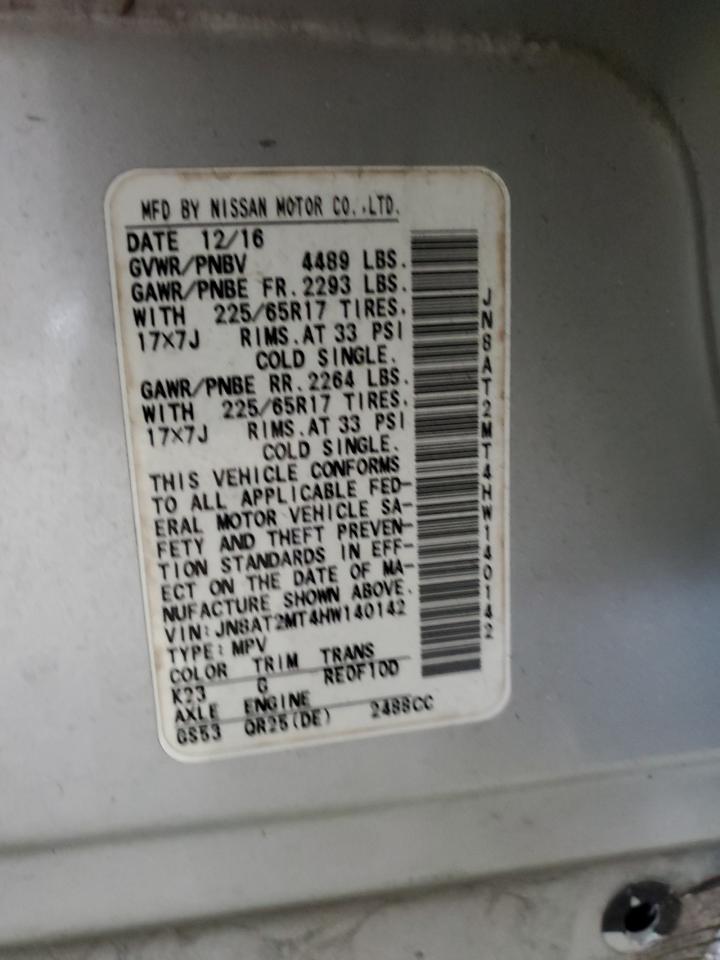 MFD BY NISSAN MOTOR CO.,LTD.
DATE 12/16
GVWR/PNBV 4489 LBS.
GAWR/PNBE FR. 2293 LBS.
WITH 225/65R17 TIRES.
17X7J RIMS. AT 33 PSI
COLD SINGLE.
GAWR/PNBE RR. 2264 LBS.
WITH 225/65R17 TIRES.
17X7J RIMS. AT 33 PSI
COLD SINGLE.
THIS VEHICLE CONFORMS
TO ALL APPLICABLE FED-
ERAL MOTOR VEHICLE SA-
FETY AND THEFT PREVEN-
TION STANDARDS IN EFF-
ECT ON THE DATE OF MA-
NUFACTURE SHOWN ABOVE.
VIN: JN8AT2MT4HW140142
TYPE: MPV
COLOR TRIM TRANS
K23 G RE0F10D
AXLE ENGINE
GS53 QR25(DE) 2488CC
JN8AT2MT4HW140142